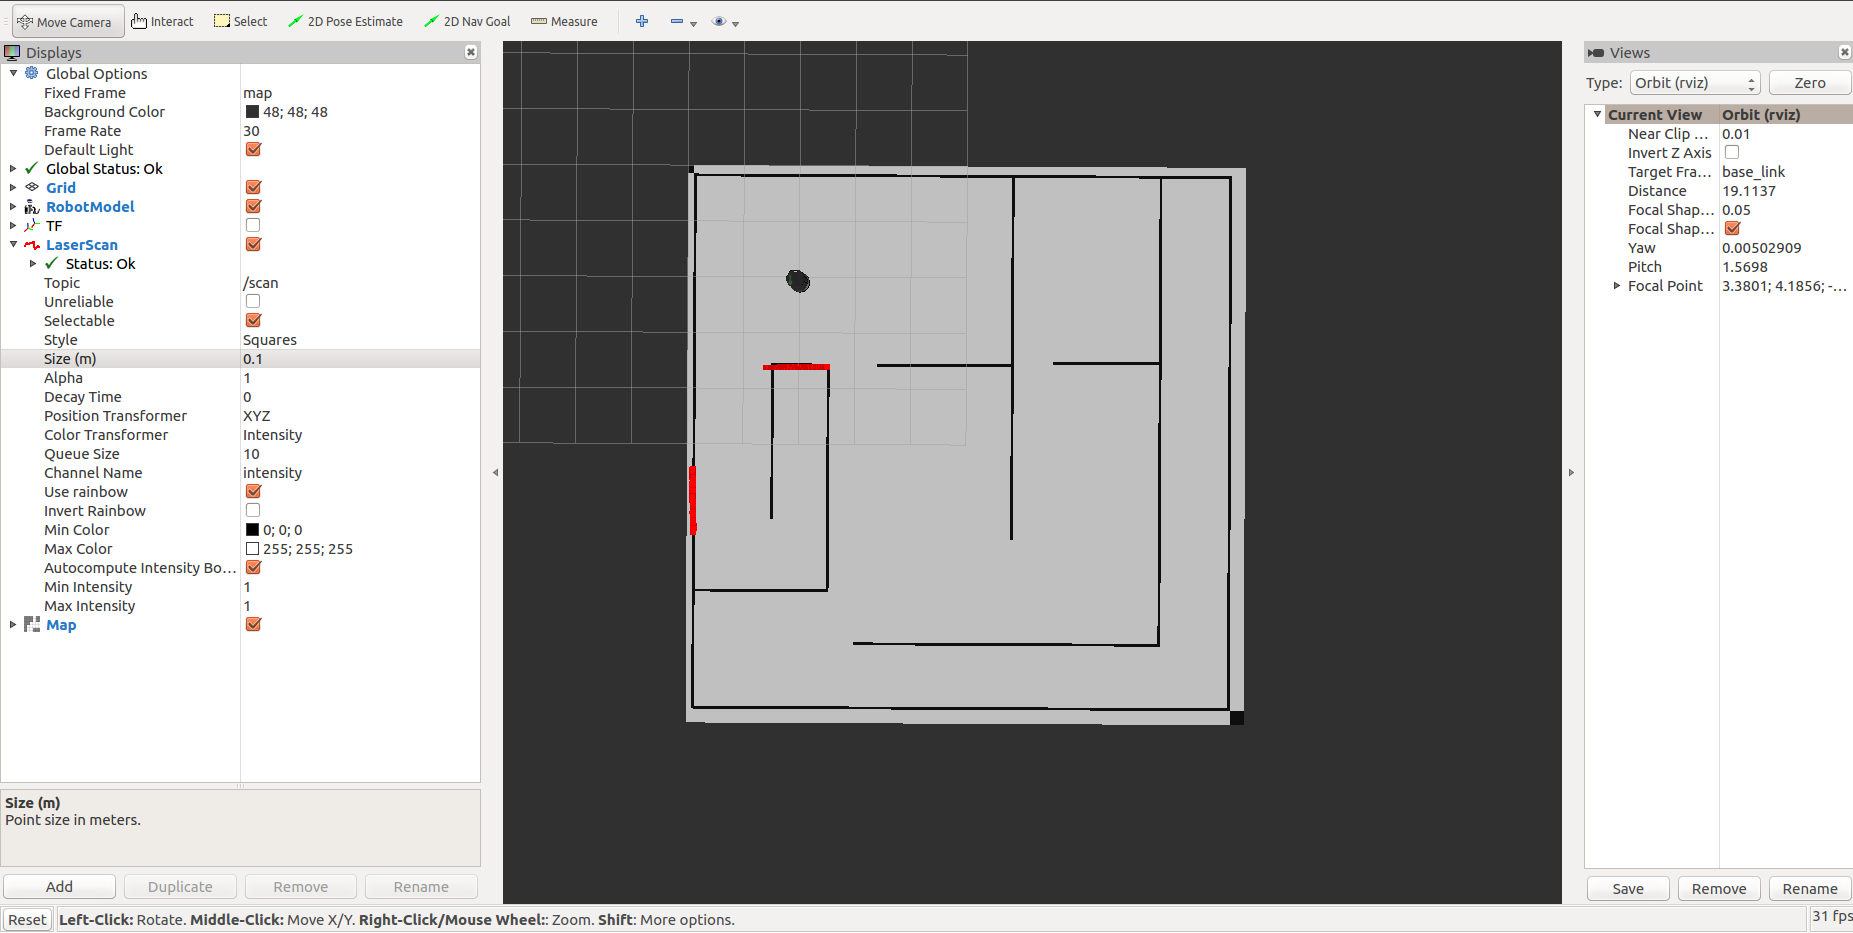 Move Camera Interact Select 2D Pose Estimate 2D Nav Goal Measure
Displays
Global Options
Fixed Frame map
Background Color 48; 48; 48
Frame Rate 30
Default Light
Global Status: Ok
Grid
RobotModel
TF
LaserScan
Status: Ok
Topic /scan
Unreliable
Selectable
Style Squares
Size (m) 0.1
Alpha 1
Decay Time 0
Position Transformer XYZ
Color Transformer Intensity
Queue Size 10
Channel Name intensity
Use rainbow
Invert Rainbow
Min Color 0; 0; 0
Max Color 255; 255; 255
Autocompute Intensity Bo...
Min Intensity 1
Max Intensity 1
Map
Size (m)
Point size in meters.
Add Duplicate Remove Rename
Views
Type: Orbit (rviz) Zero
Current View Orbit (rviz)
Near Clip ... 0.01
Invert Z Axis
Target Fra... base_link
Distance 19.1137
Focal Shap... 0.05
Focal Shap...
Yaw 0.00502909
Pitch 1.5698
Focal Point 3.3801; 4.1856; -...
Save Remove Rename
Reset Left-Click: Rotate. Middle-Click: Move X/Y. Right-Click/Mouse Wheel:: Zoom. Shift: More options. 31 fps